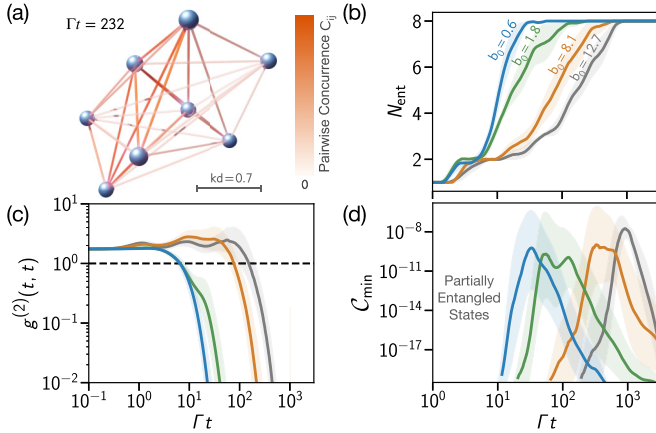 (a)
Γt = 232
Pairwise Concurrence C_ij
0
kd = 0.7
(b)
8
6
4
2
N_ent
b_0 = 0.6
b_0 = 1.8
b_0 = 8.1
b_0 = 12.7
(c)
10^1
10^0
10^-1
10^-2
g^(2)(t, t)
10^-1 10^0 10^1 10^2 10^3
Γ t
(d)
10^-8
10^-11
10^-14
10^-17
𝒞_min
Partially
Entangled
States
10^0 10^1 10^2 10^3
Γ t